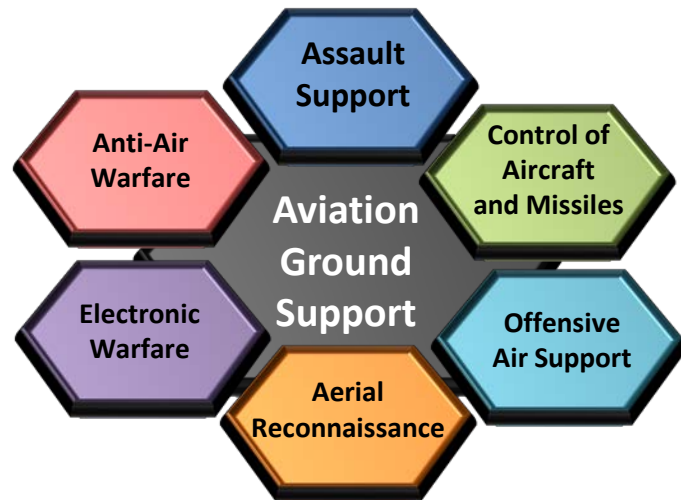 Assault
Support
Control of
Aircraft
and Missiles
Offensive
Air Support
Aerial
Reconnaissance
Electronic
Warfare
Anti-Air
Warfare
Aviation
Ground
Support